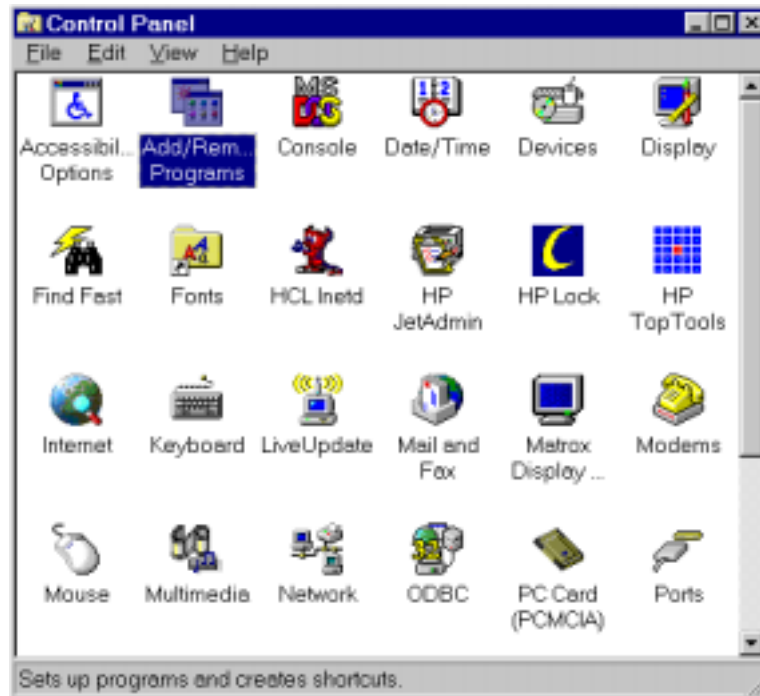 Control Panel
File Edit View Help
Accessibil... Options
Add/Rem... Programs
Console
Date/Time
Devices
Display
Find Fast
Fonts
HCL Inetd
HP JetAdmin
HP Lock
HP TopTools
Internet
Keyboard
LiveUpdate
Mail and Fax
Matrox Display ...
Modems
Mouse
Multimedia
Network
ODBC
PC Card (PCMCIA)
Ports
Sets up programs and creates shortcuts.